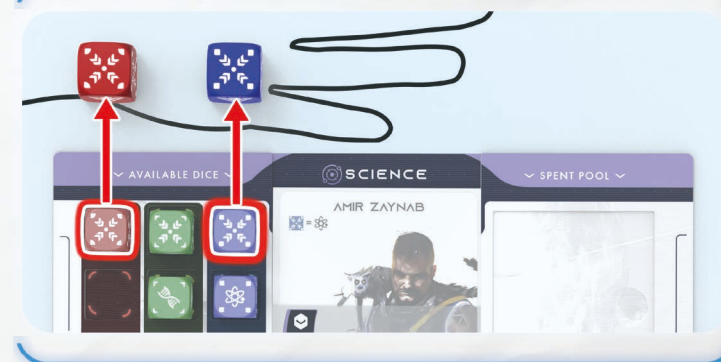 AVAILABLE DICE
SCIENCE
SPENT POOL
AMIR ZAYNAB
=